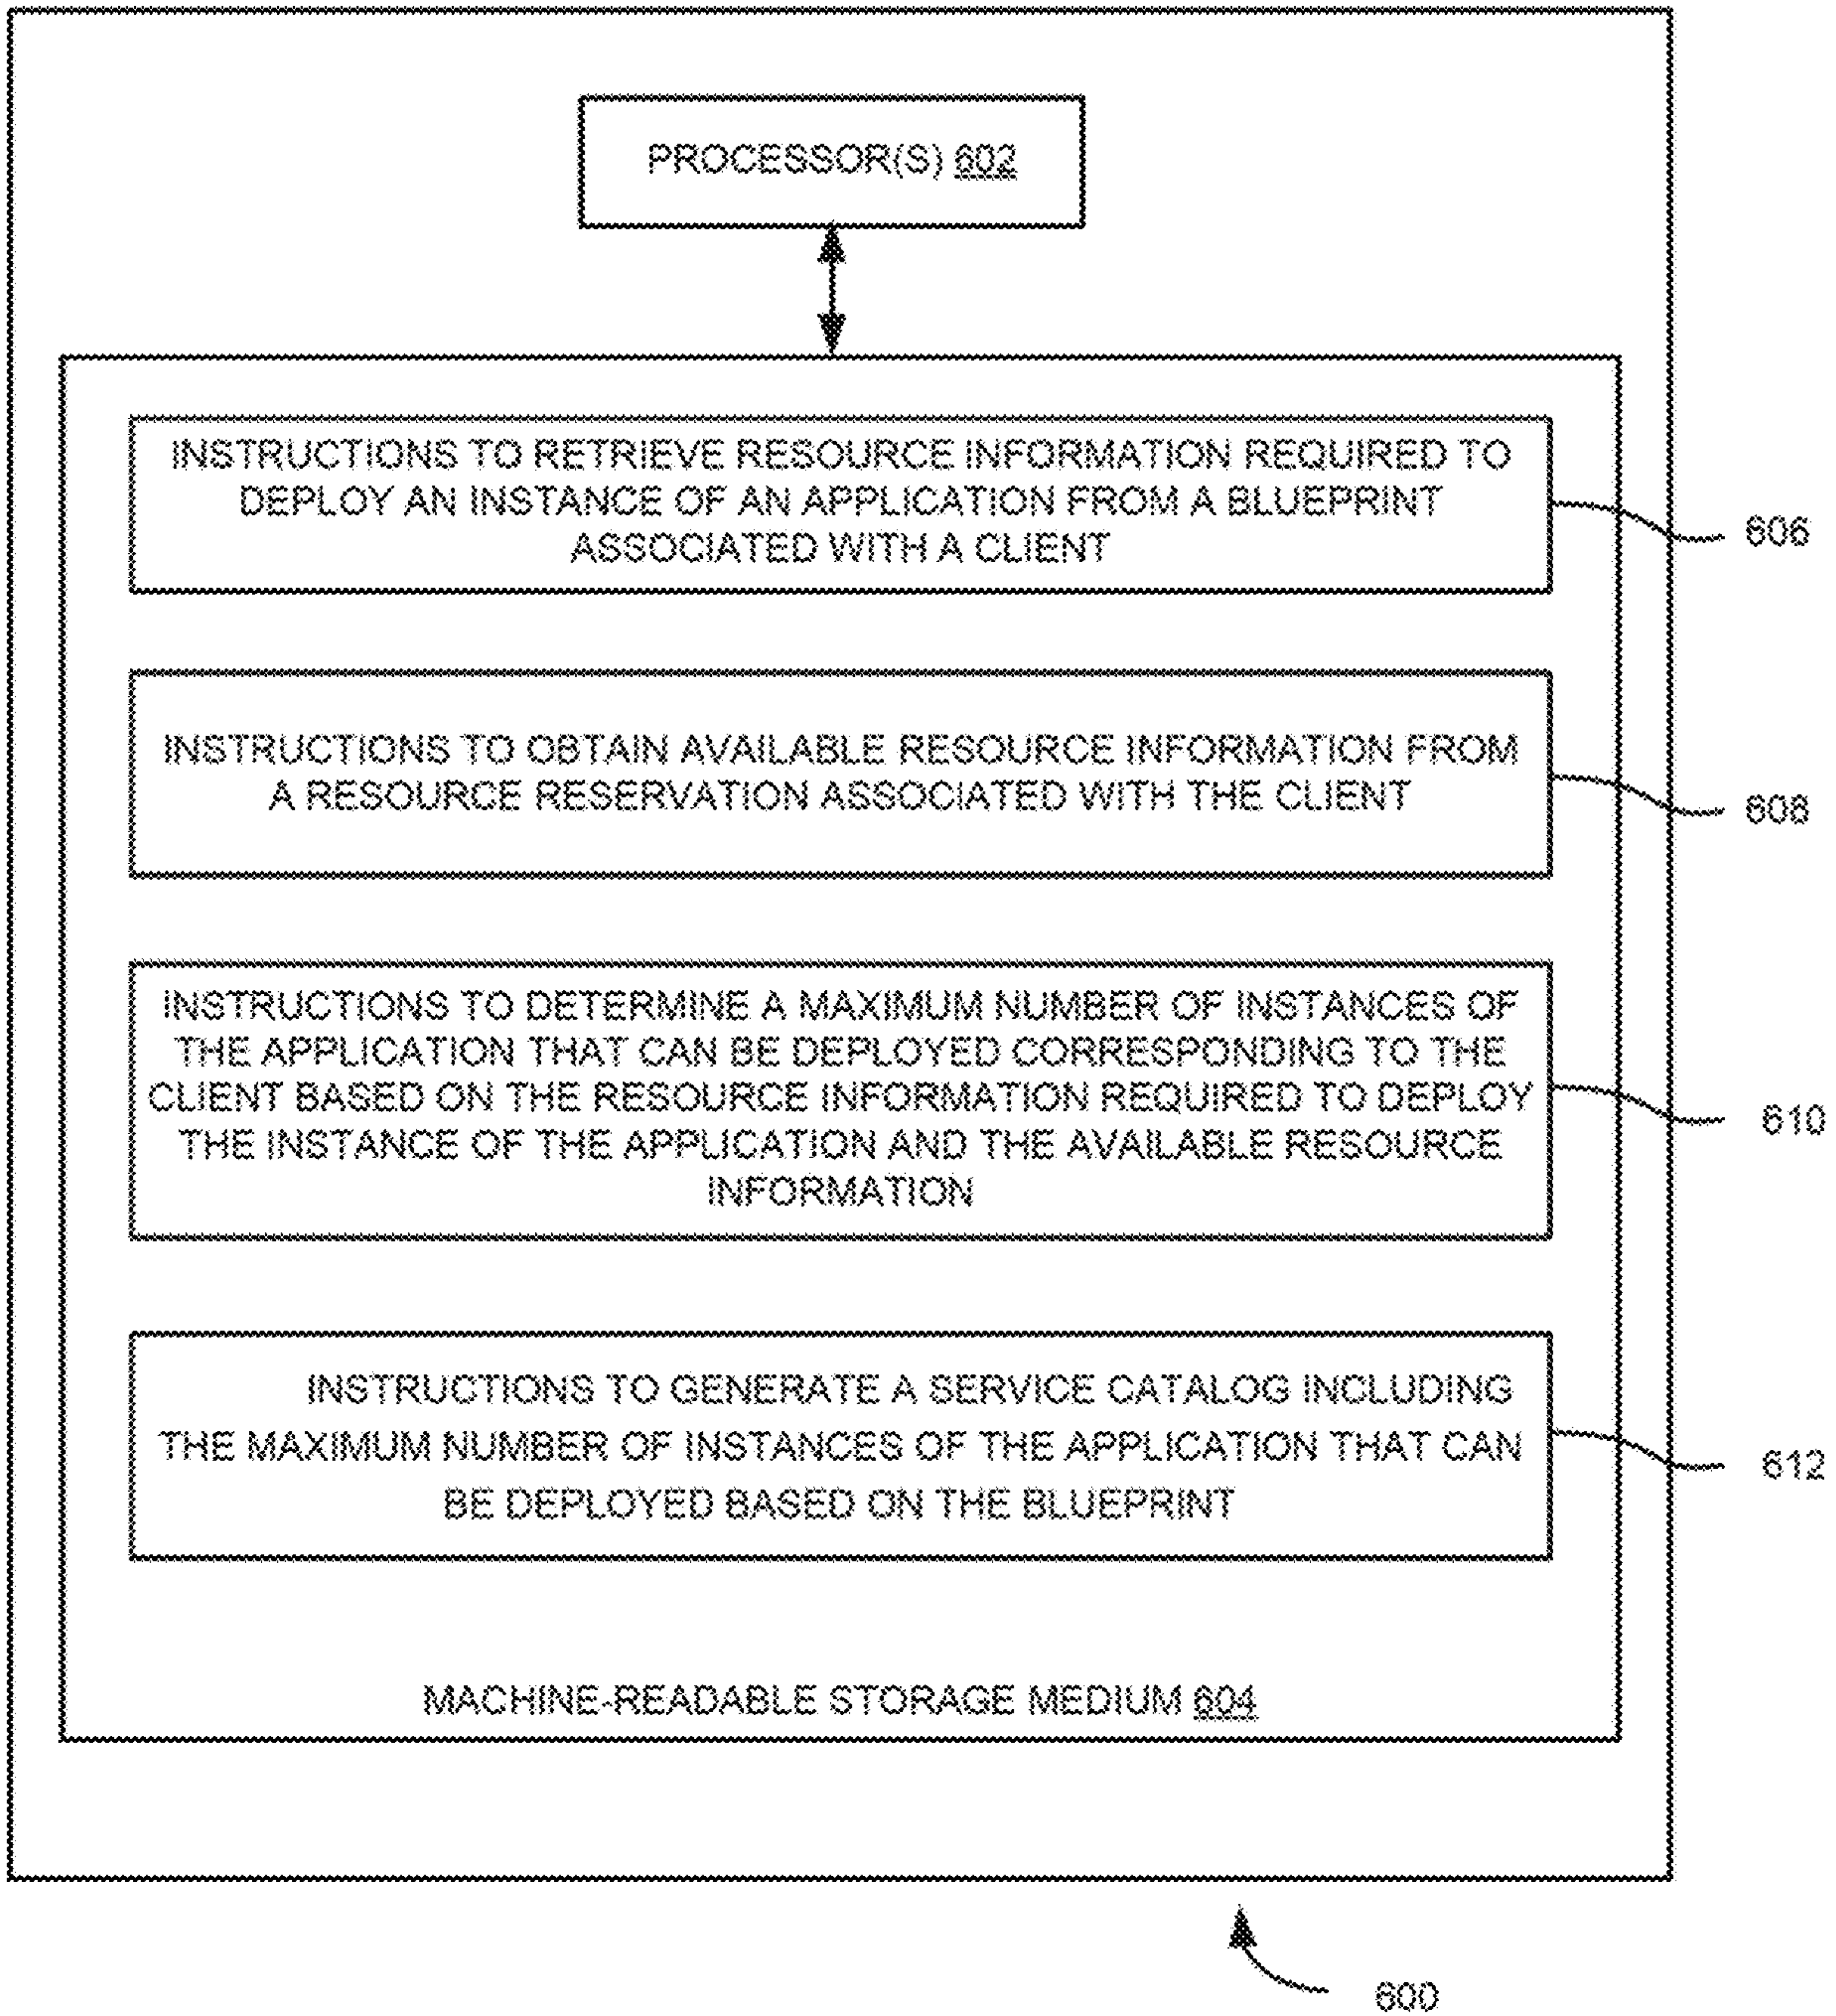 PROCESSOR(S) 602
INSTRUCTIONS TO RETRIEVE RESOURCE INFORMATION REQUIRED TO
DEPLOY AN INSTANCE OF AN APPLICATION FROM A BLUEPRINT
ASSOCIATED WITH A CLIENT
606
INSTRUCTIONS TO OBTAIN AVAILABLE RESOURCE INFORMATION FROM
A RESOURCE RESERVATION ASSOCIATED WITH THE CLIENT
608
INSTRUCTIONS TO DETERMINE A MAXIMUM NUMBER OF INSTANCES OF
THE APPLICATION THAT CAN BE DEPLOYED CORRESPONDING TO THE
CLIENT BASED ON THE RESOURCE INFORMATION REQUIRED TO DEPLOY
THE INSTANCE OF THE APPLICATION AND THE AVAILABLE RESOURCE
INFORMATION
610
INSTRUCTIONS TO GENERATE A SERVICE CATALOG INCLUDING
THE MAXIMUM NUMBER OF INSTANCES OF THE APPLICATION THAT CAN
BE DEPLOYED BASED ON THE BLUEPRINT
612
MACHINE-READABLE STORAGE MEDIUM 604
600